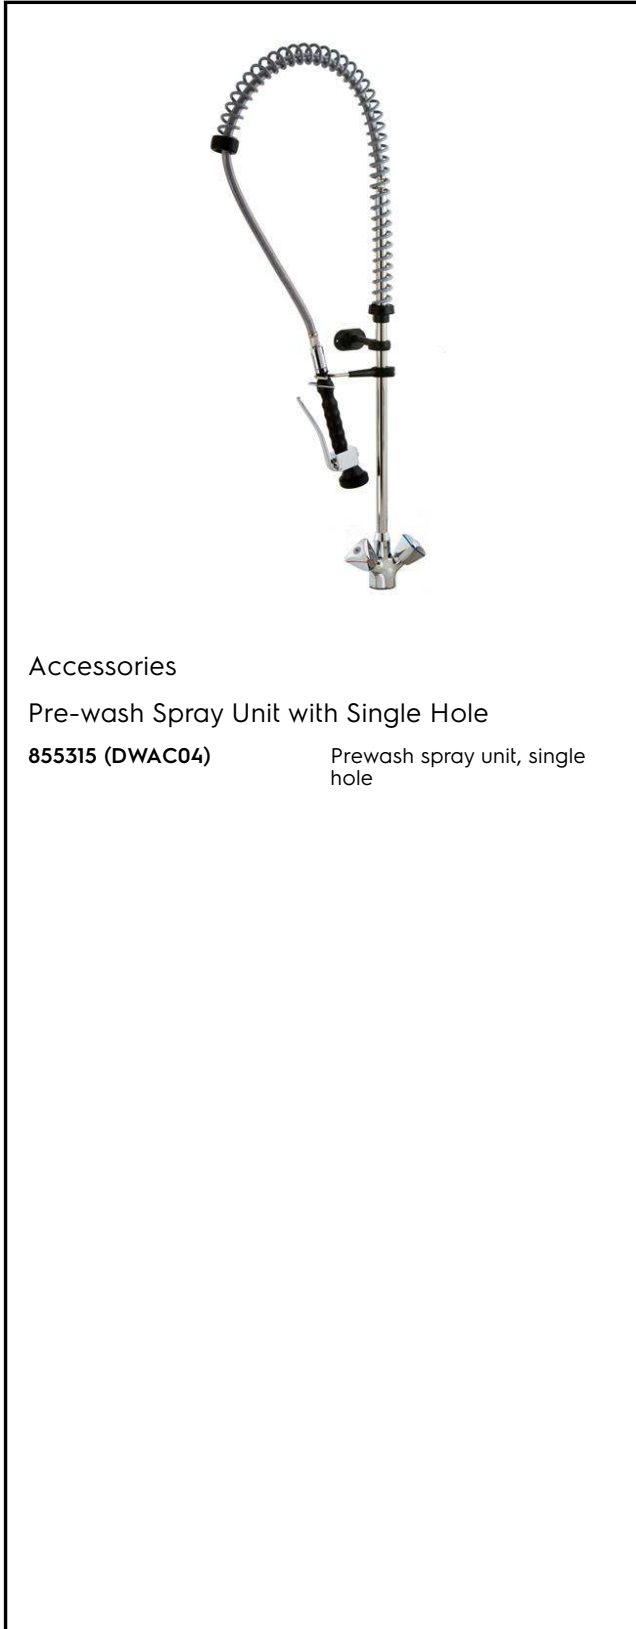 Accessories
Pre-wash Spray Unit with Single Hole
855315 (DWAC04) Prewash spray unit, single
hole